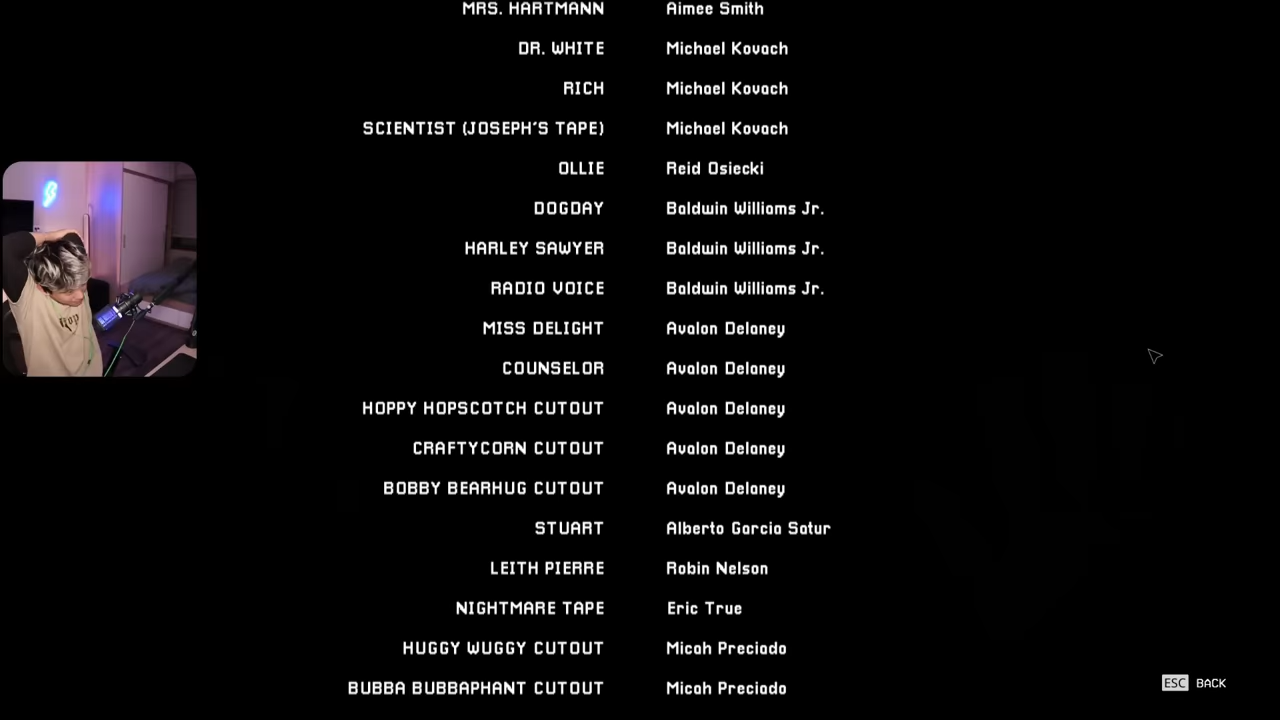 MRS. HARTMANN Aimee Smith
DR. WHITE Michael Kovach
RICH Michael Kovach
SCIENTIST (JOSEPH'S TAPE) Michael Kovach
OLLIE Reid Osiecki
DOGDAY Baldwin Williams Jr.
HARLEY SAWYER Baldwin Williams Jr.
RADIO VOICE Baldwin Williams Jr.
MISS DELIGHT Avalon Delaney
COUNSELOR Avalon Delaney
HOPPY HOPSCOTCH CUTOUT Avalon Delaney
CRAFTYCORN CUTOUT Avalon Delaney
BOBBY BEARHUG CUTOUT Avalon Delaney
STUART Alberto Garcia Satur
LEITH PIERRE Robin Nelson
NIGHTMARE TAPE Eric True
HUGGY WUGGY CUTOUT Micah Preciado
BUBBA BUBBAPHANT CUTOUT Micah Preciado
ESC BACK